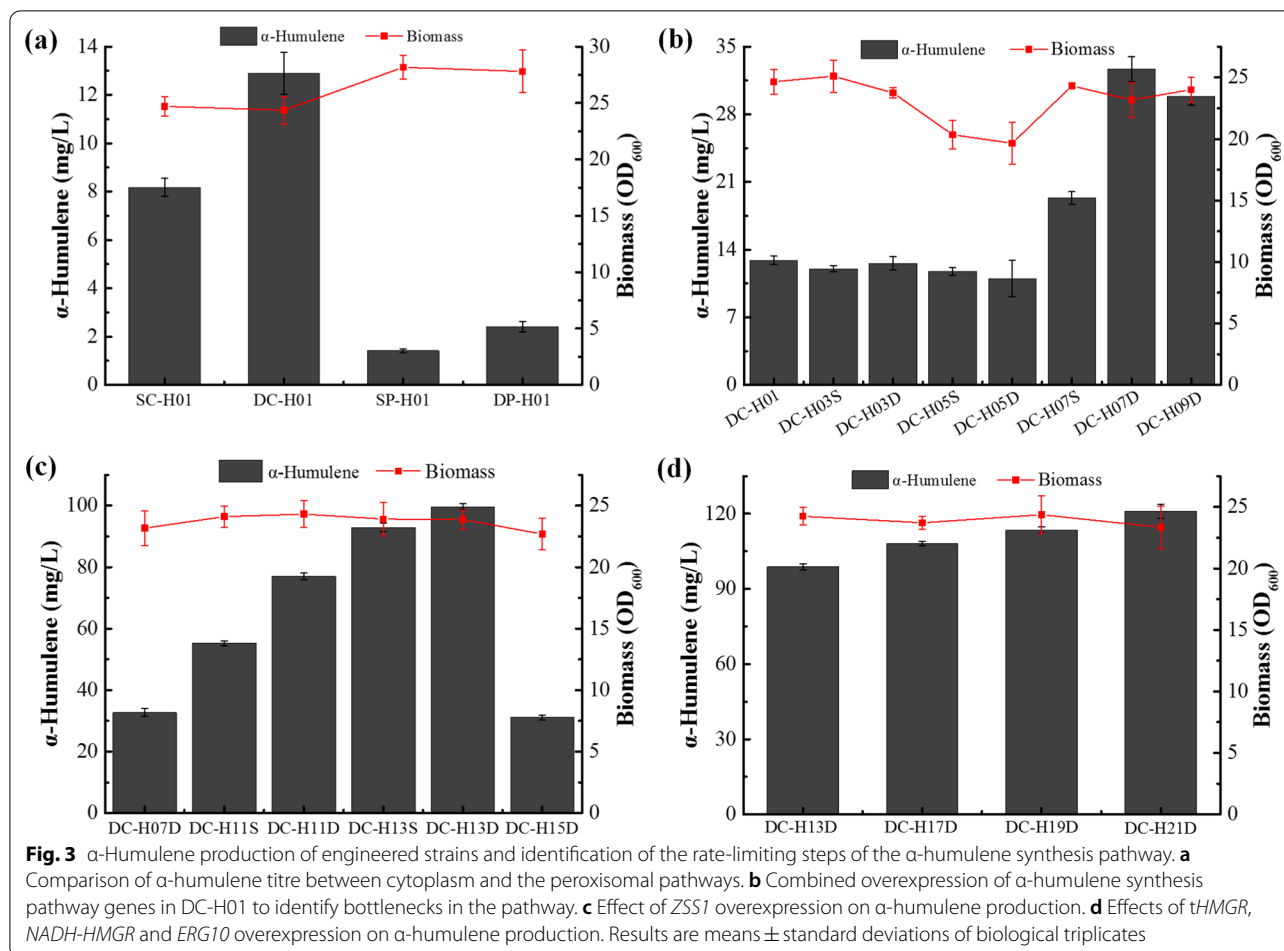 (a)
α-Humulene Biomass
α-Humulene (mg/L)
14
12
10
8
6
4
2
0
30
25
20
15
10
5
0
Biomass (OD600)
SC-H01 DC-H01 SP-H01 DP-H01
(b)
α-Humulene Biomass
α-Humulene (mg/L)
35
28
21
14
7
0
25
20
15
10
5
0
Biomass (OD600)
DC-H01 DC-H03S DC-H03D DC-H05S DC-H05D DC-H07S DC-H07D DC-H09D
(c)
α-Humulene Biomass
α-Humulene (mg/L)
100
80
60
40
20
0
25
20
15
10
5
0
Biomass (OD600)
DC-H07D DC-H11S DC-H11D DC-H13S DC-H13D DC-H15D
(d)
α-Humulene Biomass
α-Humulene (mg/L)
120
90
60
30
0
25
20
15
10
5
0
Biomass (OD600)
DC-H13D DC-H17D DC-H19D DC-H21D
Fig. 3 α-Humulene production of engineered strains and identification of the rate-limiting steps of the α-humulene synthesis pathway. a
Comparison of α-humulene titre between cytoplasm and the peroxisomal pathways. b Combined overexpression of α-humulene synthesis
pathway genes in DC-H01 to identify bottlenecks in the pathway. c Effect of ZSS1 overexpression on α-humulene production. d Effects of tHMGR,
NADH-HMGR and ERG10 overexpression on α-humulene production. Results are means ± standard deviations of biological triplicates